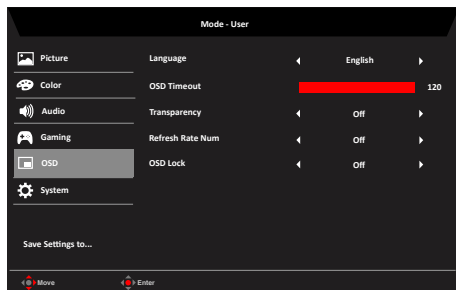 Mode - User
Picture
Language English
Color
OSD Timeout 120
Audio
Transparency Off
Gaming
Refresh Rate Num Off
OSD
OSD Lock Off
System
Save Settings to...
Move Enter